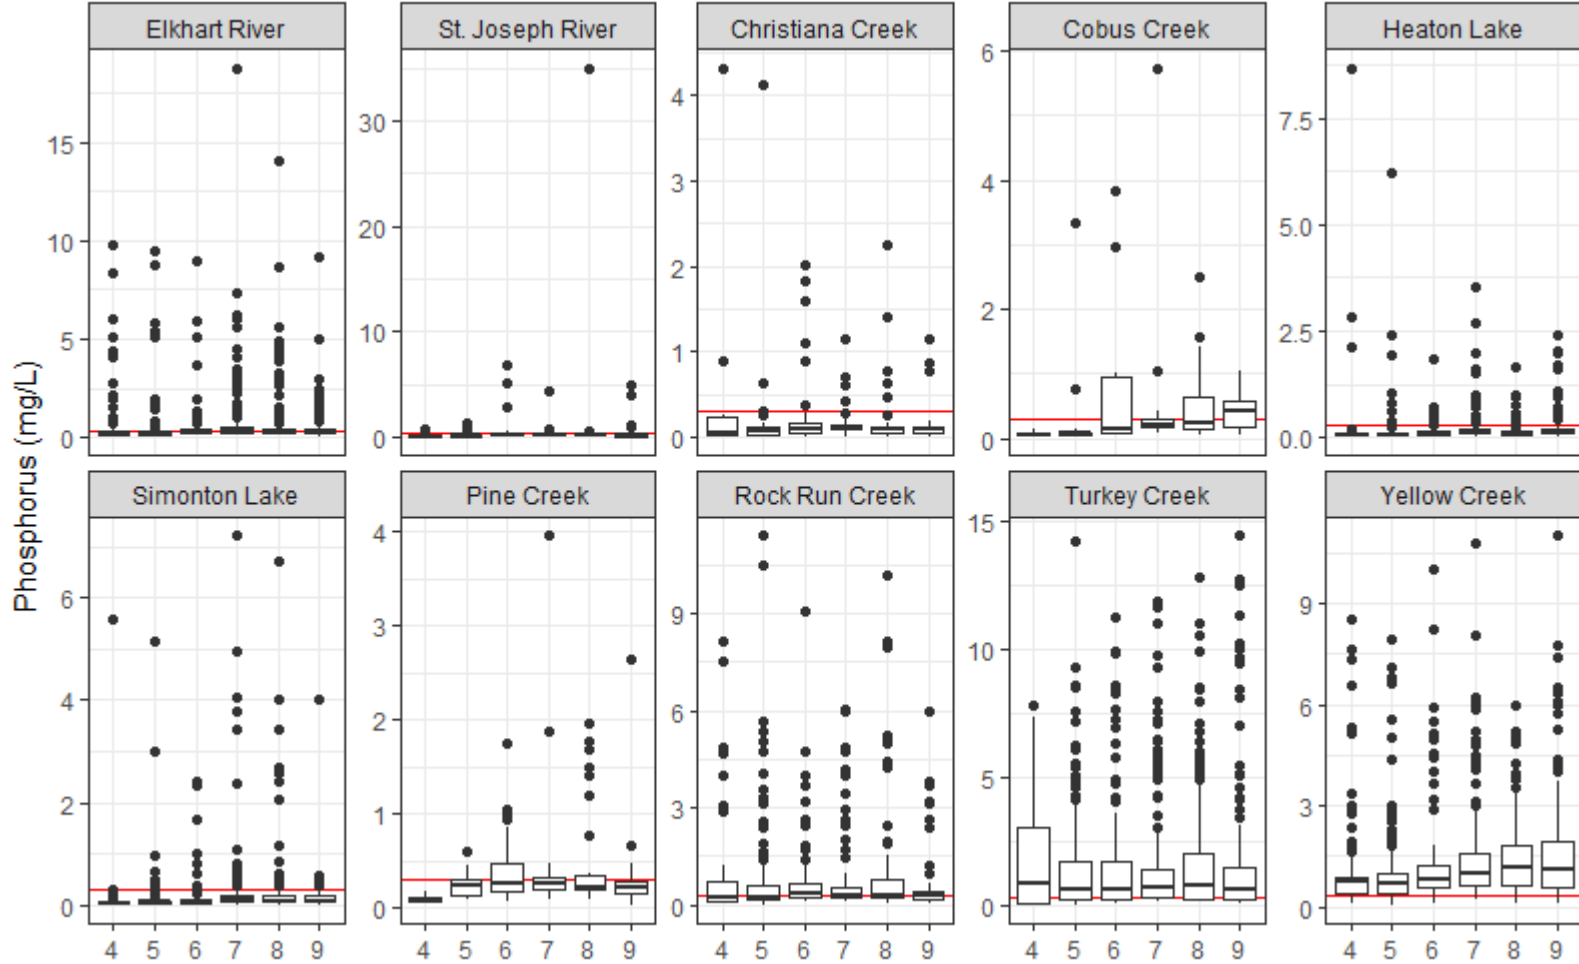 Elkhart River
St. Joseph River
Christiana Creek
Cobus Creek
Heaton Lake
15
10
5
0
30
20
10
0
4
3
2
1
0
6
4
2
0
7.5
5.0
2.5
0.0
Phosphorus (mg/L)
Simonton Lake
Pine Creek
Rock Run Creek
Turkey Creek
Yellow Creek
6
4
2
0
4
3
2
1
0
9
6
3
0
15
10
5
0
9
6
3
0
4 5 6 7 8 9
4 5 6 7 8 9
4 5 6 7 8 9
4 5 6 7 8 9
4 5 6 7 8 9